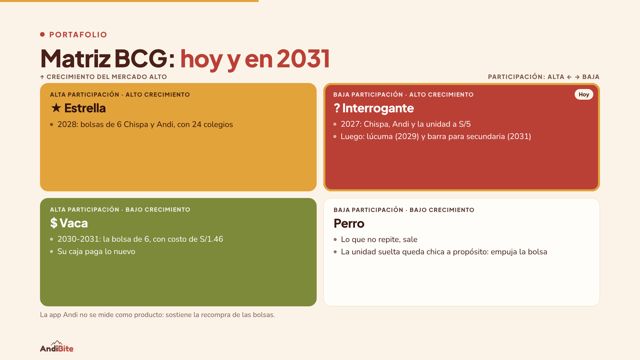 PORTAFOLIO
Matriz BCG: hoy y en 2031
↑ CRECIMIENTO DEL MERCADO ALTO
PARTICIPACIÓN: ALTA ← → BAJA
ALTA PARTICIPACIÓN · ALTO CRECIMIENTO
★ Estrella
• 2028: bolsas de 6 Chispa y Andi, con 24 colegios
BAJA PARTICIPACIÓN · ALTO CRECIMIENTO
Hoy
? Interrogante
• 2027: Chispa, Andi y la unidad a S/5
• Luego: lúcuma (2029) y barra para secundaria (2031)
ALTA PARTICIPACIÓN · BAJO CRECIMIENTO
$ Vaca
• 2030-2031: la bolsa de 6, con costo de S/1.46
• Su caja paga lo nuevo
BAJA PARTICIPACIÓN · BAJO CRECIMIENTO
Perro
• Lo que no repite, sale
• La unidad suelta queda chica a propósito: empuja la bolsa
La app Andi no se mide como producto: sostiene la recompra de las bolsas.
AndiBite